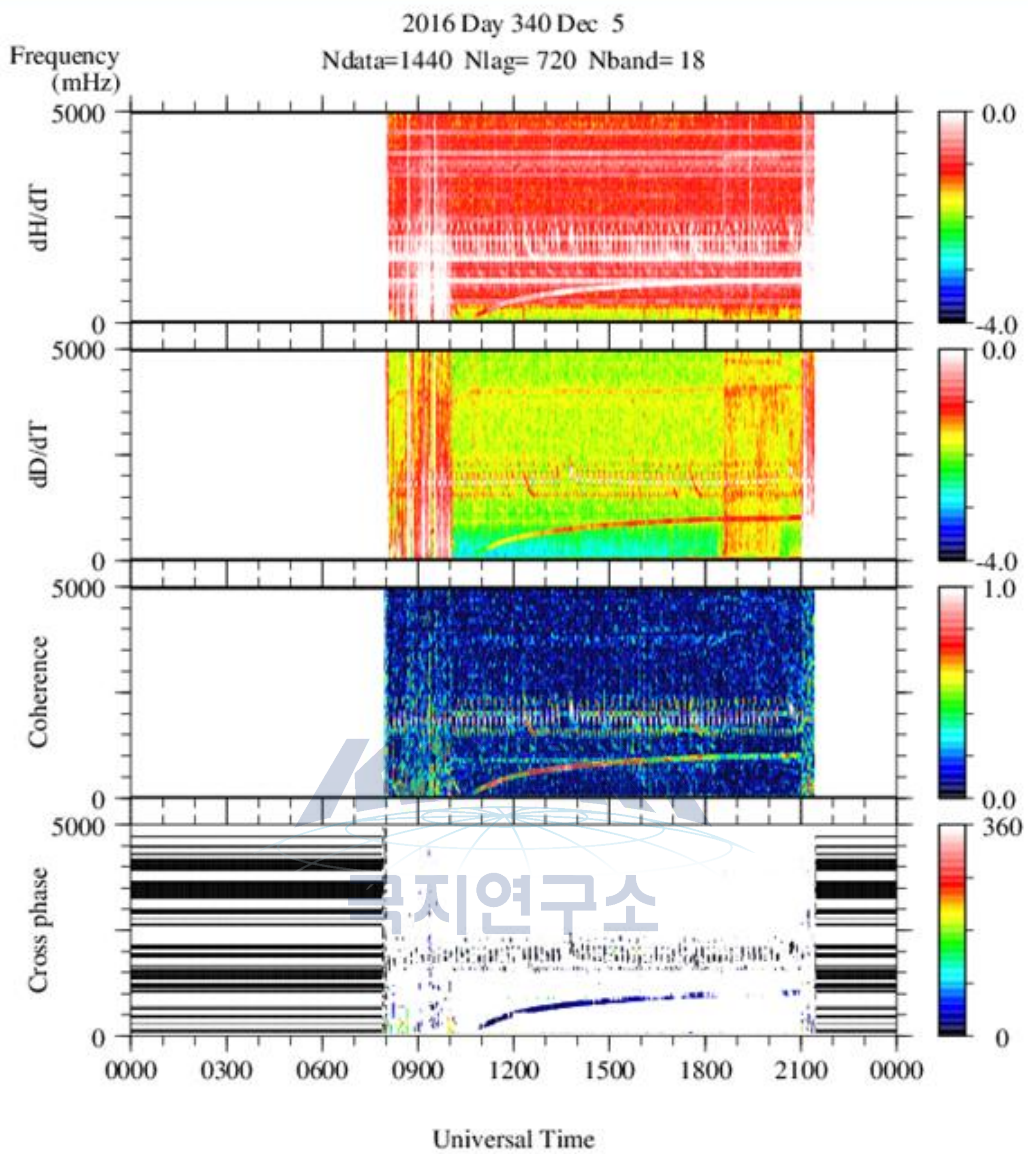 2016 Day 340 Dec 5
Frequency
(mHz)
Ndata=1440 Nlag= 720 Nband= 18
5000
dH/dT
0
0.0
-4.0
5000
dD/dT
0
0.0
-4.0
5000
Coherence
0
1.0
0.0
5000
Cross phase
0
360
0
극지연구소
0000 0300 0600 0900 1200 1500 1800 2100 0000
Universal Time